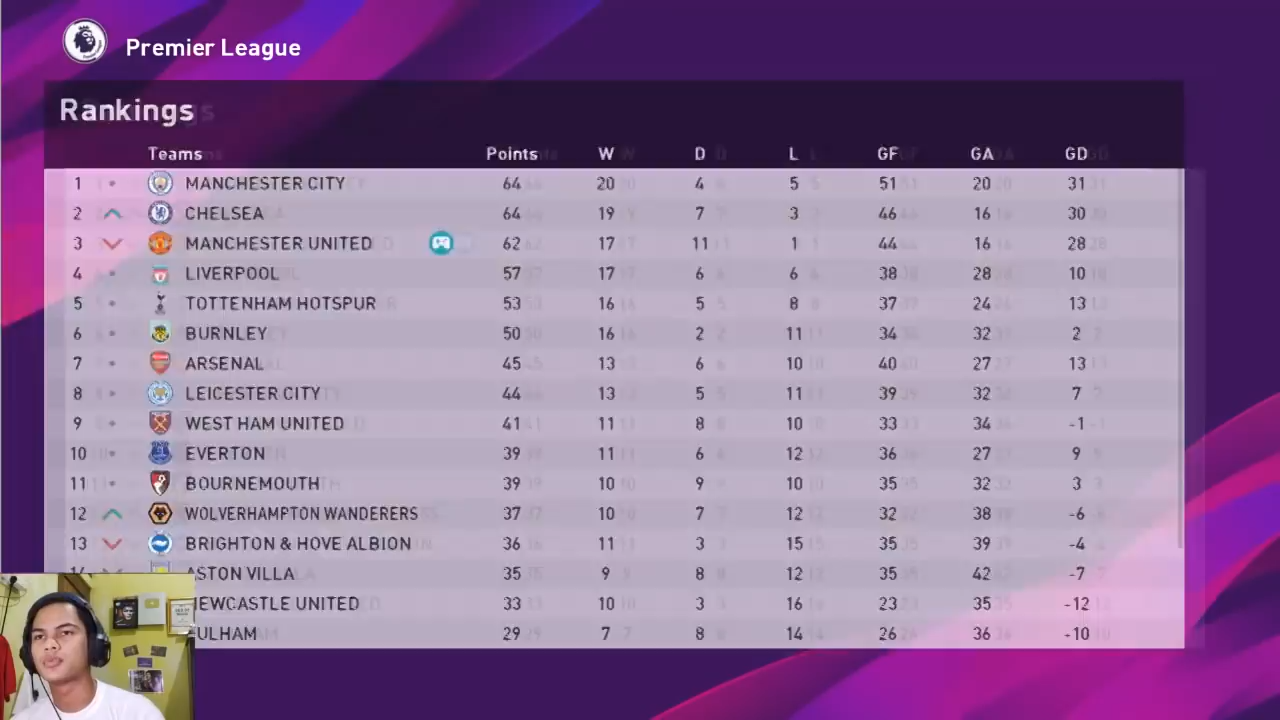 Premier League
Rankings
Teams Points W D L GF GA GD
1 MANCHESTER CITY 64 20 4 5 51 20 31
2 CHELSEA 64 19 7 3 46 16 30
3 MANCHESTER UNITED 62 17 11 1 44 16 28
4 LIVERPOOL 57 17 6 6 38 28 10
5 TOTTENHAM HOTSPUR 53 16 5 8 37 24 13
6 BURNLEY 50 16 2 11 34 32 2
7 ARSENAL 45 13 6 10 40 27 13
8 LEICESTER CITY 44 13 5 11 39 32 7
9 WEST HAM UNITED 41 11 8 10 33 34 -1
10 EVERTON 39 11 6 12 36 27 9
11 BOURNEMOUTH 39 10 9 10 35 32 3
12 WOLVERHAMPTON WANDERERS 37 10 7 12 32 38 -6
13 BRIGHTON & HOVE ALBION 36 11 3 15 35 39 -4
ASTON VILLA 35 9 8 12 35 42 -7
NEWCASTLE UNITED 33 10 3 16 23 35 -12
FULHAM 29 7 8 14 26 36 -10